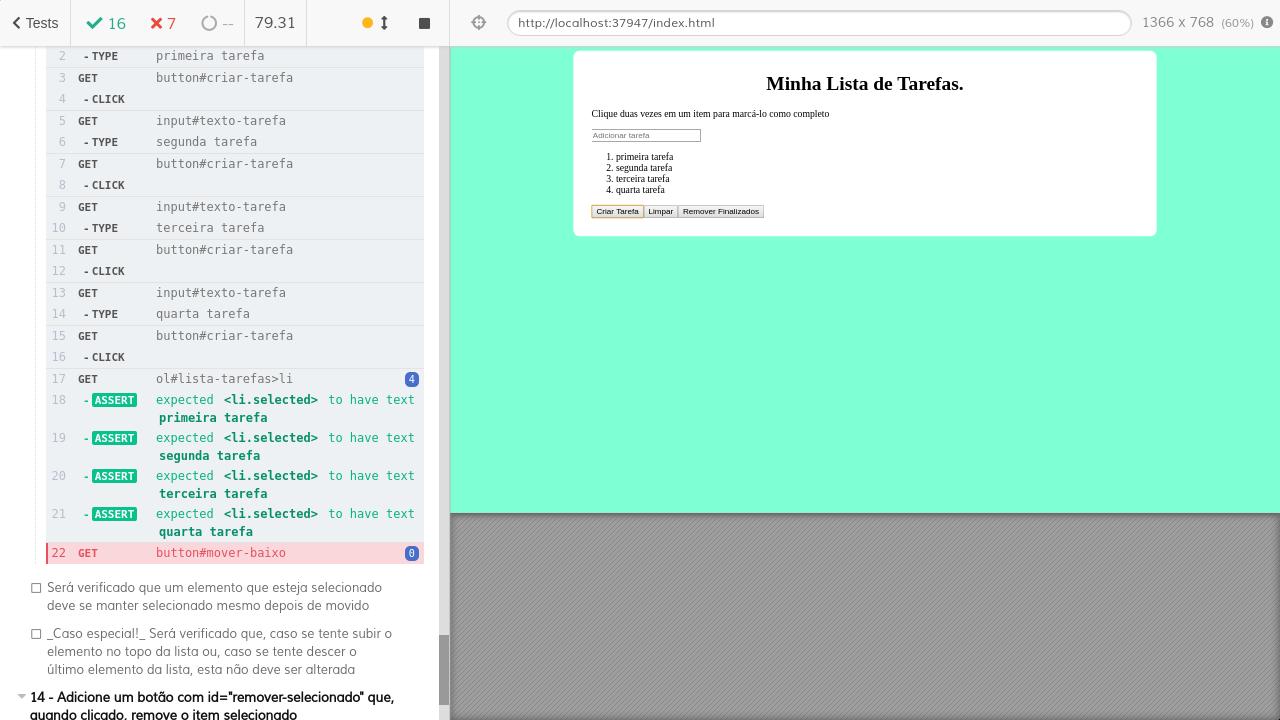 Tests 16 7 -- 79.31
http://localhost:37947/index.html 1366 x 768 (60%)
2 - TYPE primeira tarefa
3 GET button#criar-tarefa
4 - CLICK
5 GET input#texto-tarefa
6 - TYPE segunda tarefa
7 GET button#criar-tarefa
8 - CLICK
9 GET input#texto-tarefa
10 - TYPE terceira tarefa
11 GET button#criar-tarefa
12 - CLICK
13 GET input#texto-tarefa
14 - TYPE quarta tarefa
15 GET button#criar-tarefa
16 - CLICK
17 GET ol#lista-tarefas>li 4
18 - ASSERT expected <li.selected> to have text
primeira tarefa
19 - ASSERT expected <li.selected> to have text
segunda tarefa
20 - ASSERT expected <li.selected> to have text
terceira tarefa
21 - ASSERT expected <li.selected> to have text
quarta tarefa
22 GET button#mover-baixo 0
Será verificado que um elemento que esteja selecionado
deve se manter selecionado mesmo depois de movido
_Caso especial!_ Será verificado que, caso se tente subir o
elemento no topo da lista ou, caso se tente descer o
último elemento da lista, esta não deve ser alterada
14 - Adicione um botão com id="remover-selecionado" que,
quando clicado, remove o item selecionado
Minha Lista de Tarefas.
Clique duas vezes em um item para marcá-lo como completo
Adicionar tarefa
1. primeira tarefa
2. segunda tarefa
3. terceira tarefa
4. quarta tarefa
Criar Tarefa Limpar Remover Finalizados